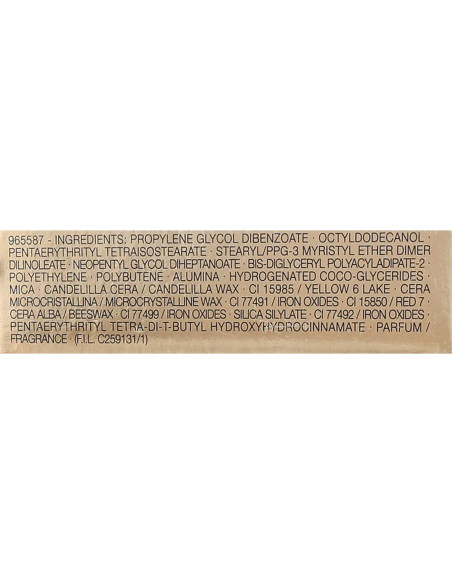 965587 - INGREDIENTS: PROPYLENE GLYCOL DIBENZOATE · OCTYLDODECANOL ·
PENTAERYTHRITYL TETRAISOSTEARATE · STEARYL/PPG-3 MYRISTYL ETHER DIMER
DILINOLEATE · NEOPENTYL GLYCOL DIHEPTANOATE · BIS-DIGLYCERYL POLYACYLADIPATE-2 ·
POLYETHYLENE · POLYBUTENE · ALUMINA · HYDROGENATED COCO-GLYCERIDES ·
MICA · CANDELILLA CERA / CANDELILLA WAX · CI 15985 / YELLOW 6 LAKE · CERA
MICROCRISTALLINA / MICROCRYSTALLINE WAX · CI 77491 / IRON OXIDES · CI 15850 / RED 7 ·
CERA ALBA / BEESWAX · CI 77499 / IRON OXIDES · SILICA SILYLATE · CI 77492 / IRON OXIDES ·
PENTAERYTHRITYL TETRA-DI-T-BUTYL HYDROXYHYDROCINNAMATE · PARFUM /
FRAGRANCE · (F.I.L. C259131/1)